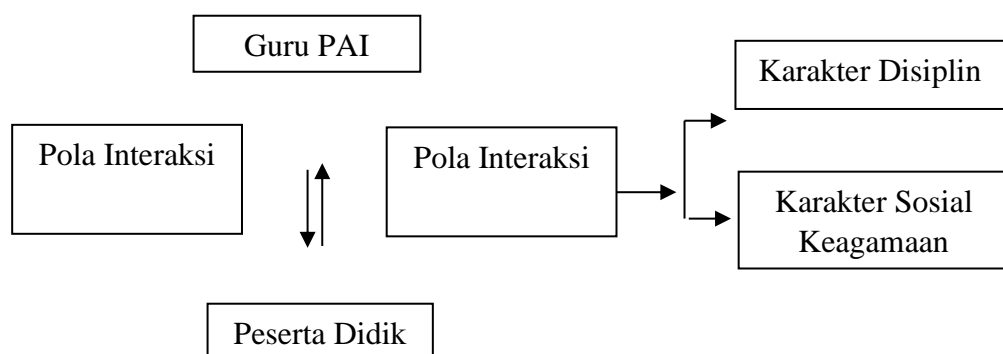 Guru PAI
Karakter Disiplin
Pola Interaksi
Pola Interaksi
Karakter Sosial
Keagamaan
Peserta Didik